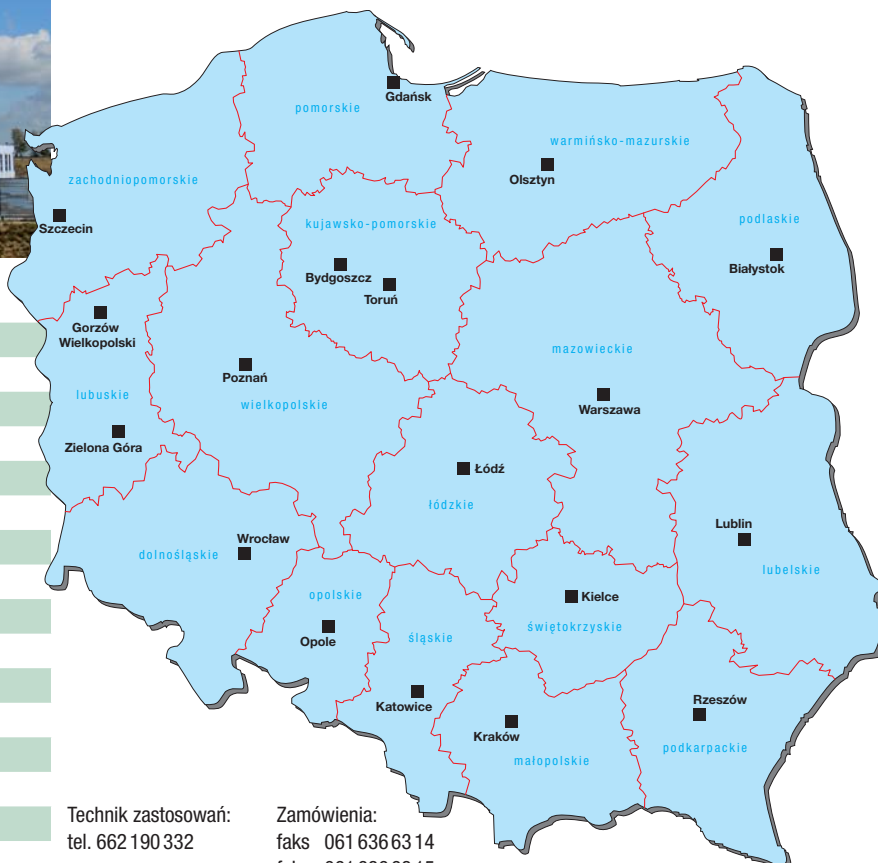 pomorskie
Gdańsk
warmińsko-mazurskie
Olsztyn
zachodniopomorskie
Szczecin
kujawsko-pomorskie
podlaskie
Bydgoszcz
Toruń
Białystok
Gorzów
Wielkopolski
mazowieckie
Poznań
lubuskie
wielkopolskie
Warszawa
Zielona Góra
Łódź
łódzkie
Wrocław
dolnośląskie
Lublin
lubelskie
opolskie
Kielce
Opole
śląskie
świętokrzyskie
Katowice
Rzeszów
Kraków
małopolskie
podkarpackie
Technik zastosowań:
tel. 662 190 332
Zamówienia:
faks 061 636 63 14